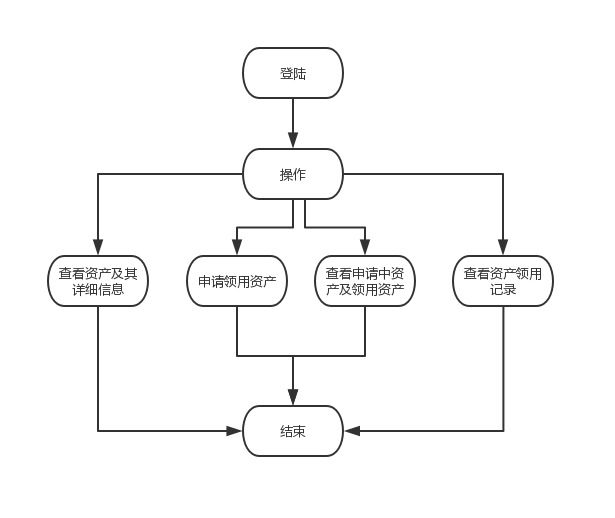 登陆
操作
查看资产及其
详细信息
申请领用资产
查看申请中资
产及领用资产
查看资产领用
记录
结束